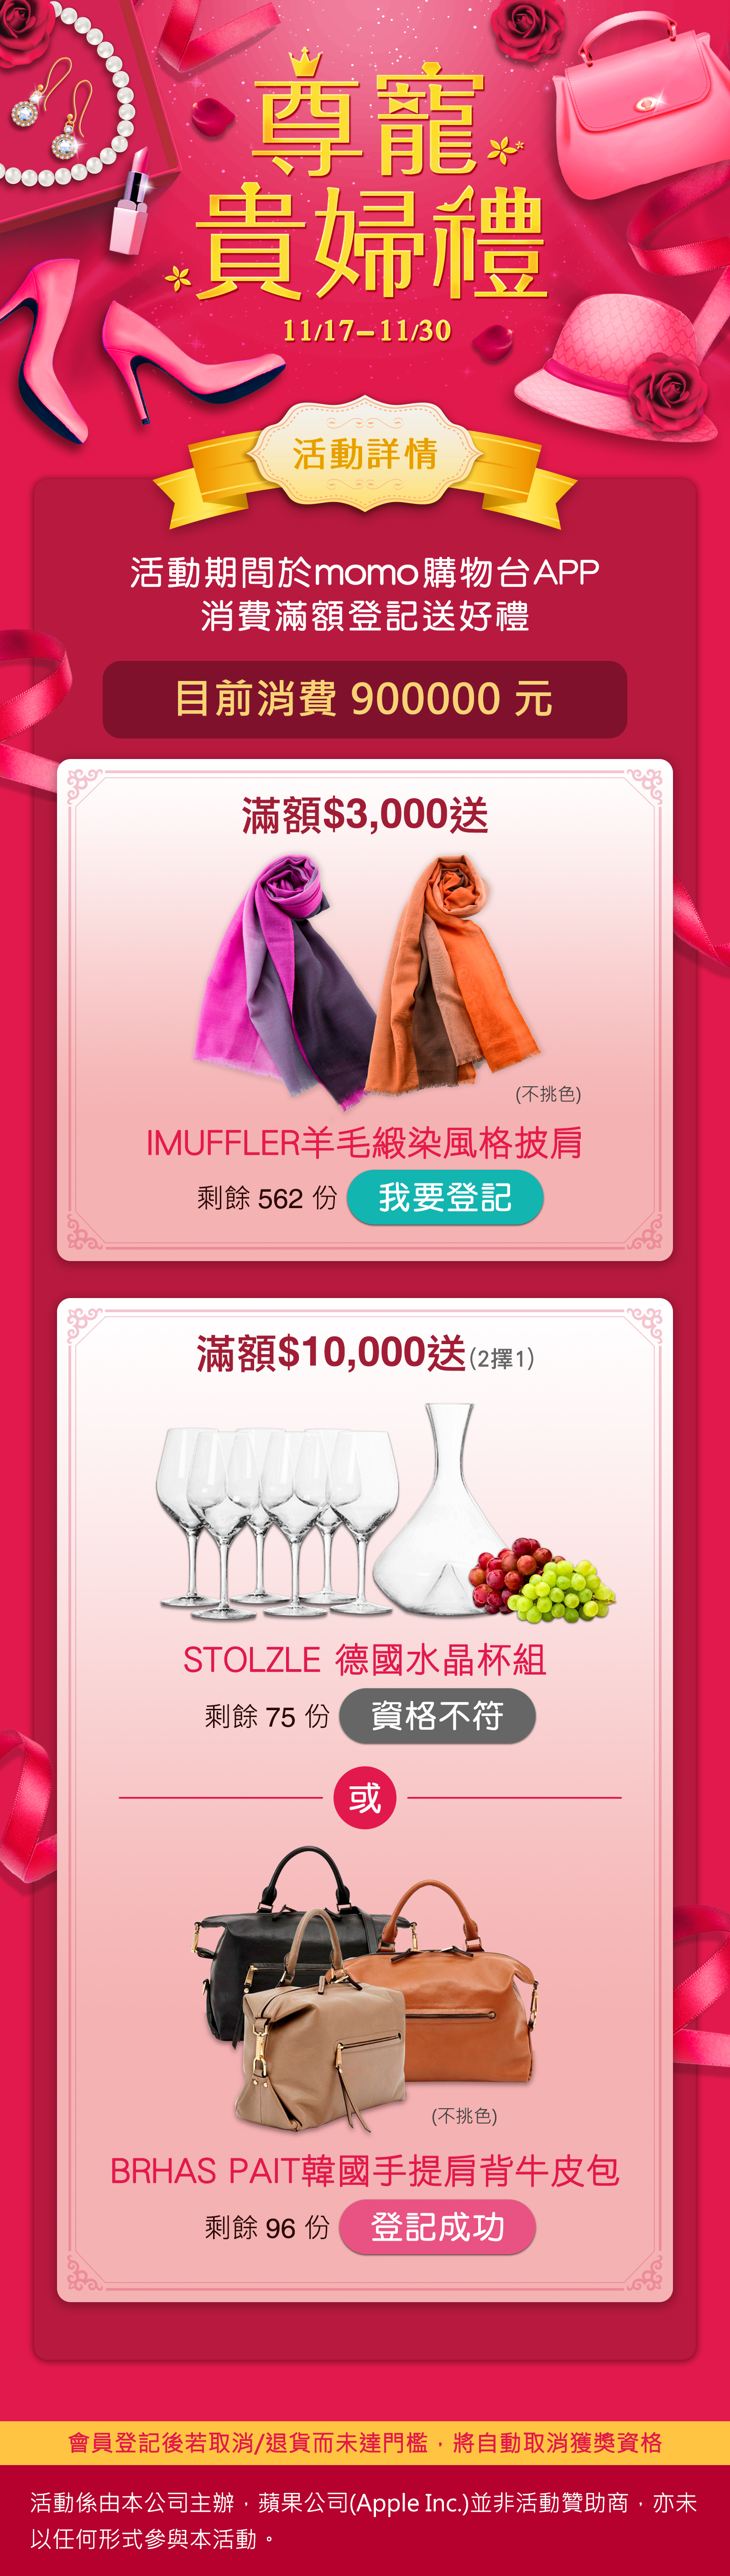 尊寵
貴婦禮
11/17-11/30
活動詳情
活動期間於momo購物台APP
消費滿額登記送好禮
目前消費 900000 元
滿額$3,000送
(不挑色)
IMUFFLER羊毛緞染風格披肩
剩餘 562 份 我要登記
滿額$10,000送(2擇1)
STOLZLE 德國水晶杯組
剩餘 75 份 資格不符
或
(不挑色)
BRHAS PAIT韓國手提肩背牛皮包
剩餘 96 份 登記成功
會員登記後若取消/退貨而未達門檻，將自動取消獲獎資格
活動係由本公司主辦，蘋果公司(Apple Inc.)並非活動贊助商，亦未
以任何形式參與本活動。